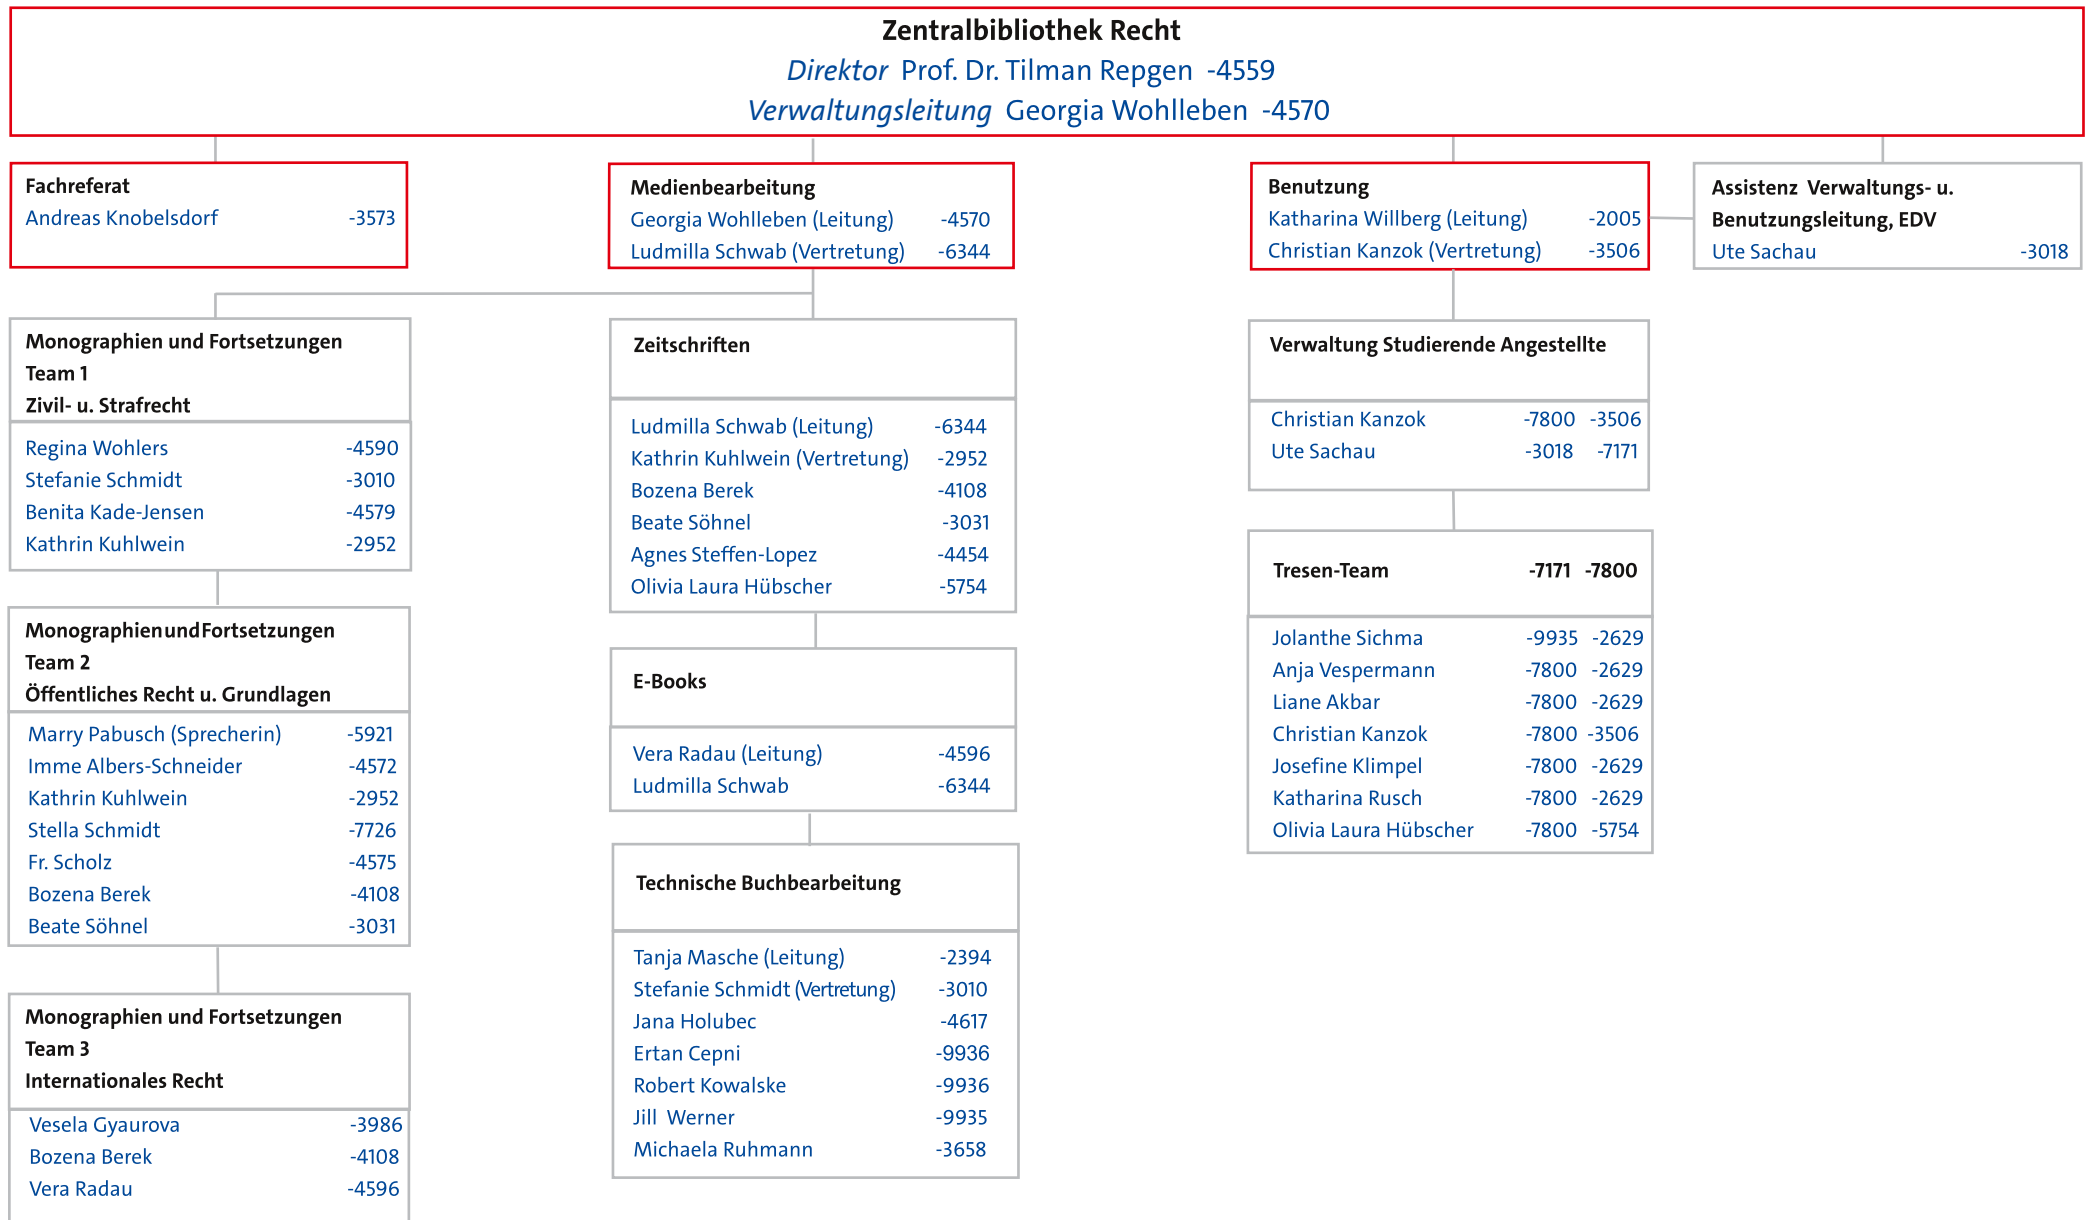 Zentralbibliothek Recht
Direktor Prof. Dr. Tilman Repgen -4559
Verwaltungsleitung Georgia Wohlleben -4570
Fachreferat
Andreas Knobelsdorf -3573
Medienbearbeitung
Georgia Wohlleben (Leitung) -4570
Ludmilla Schwab (Vertretung) -6344
Benutzung
Katharina Willberg (Leitung) -2005
Christian Kanzok (Vertretung) -3506
Assistenz Verwaltungs- u.
Benutzungsleitung, EDV
Ute Sachau -3018
Monographien und Fortsetzungen
Team 1
Zivil- u. Strafrecht
Regina Wohlers -4590
Stefanie Schmidt -3010
Benita Kade-Jensen -4579
Kathrin Kuhlwein -2952
Monographien und Fortsetzungen
Team 2
Öffentliches Recht u. Grundlagen
Marry Pabusch (Sprecherin) -5921
Imme Albers-Schneider -4572
Kathrin Kuhlwein -2952
Stella Schmidt -7726
Fr. Scholz -4575
Bozena Berek -4108
Beate Söhnel -3031
Monographien und Fortsetzungen
Team 3
Internationales Recht
Vesela Gyaurova -3986
Bozena Berek -4108
Vera Radau -4596
Zeitschriften
Ludmilla Schwab (Leitung) -6344
Kathrin Kuhlwein (Vertretung) -2952
Bozena Berek -4108
Beate Söhnel -3031
Agnes Steffen-Lopez -4454
Olivia Laura Hübscher -5754
E-Books
Vera Radau (Leitung) -4596
Ludmilla Schwab -6344
Technische Buchbearbeitung
Tanja Masche (Leitung) -2394
Stefanie Schmidt (Vertretung) -3010
Jana Holubec -4617
Ertan Cepni -9936
Robert Kowalske -9936
Jill Werner -9935
Michaela Ruhmann -3658
Verwaltung Studierende Angestellte
Christian Kanzok -7800 -3506
Ute Sachau -3018 -7171
Tresen-Team -7171 -7800
Jolanthe Sichma -9935 -2629
Anja Vespermann -7800 -2629
Liane Akbar -7800 -2629
Christian Kanzok -7800 -3506
Josefine Klimpel -7800 -2629
Katharina Rusch -7800 -2629
Olivia Laura Hübscher -7800 -5754